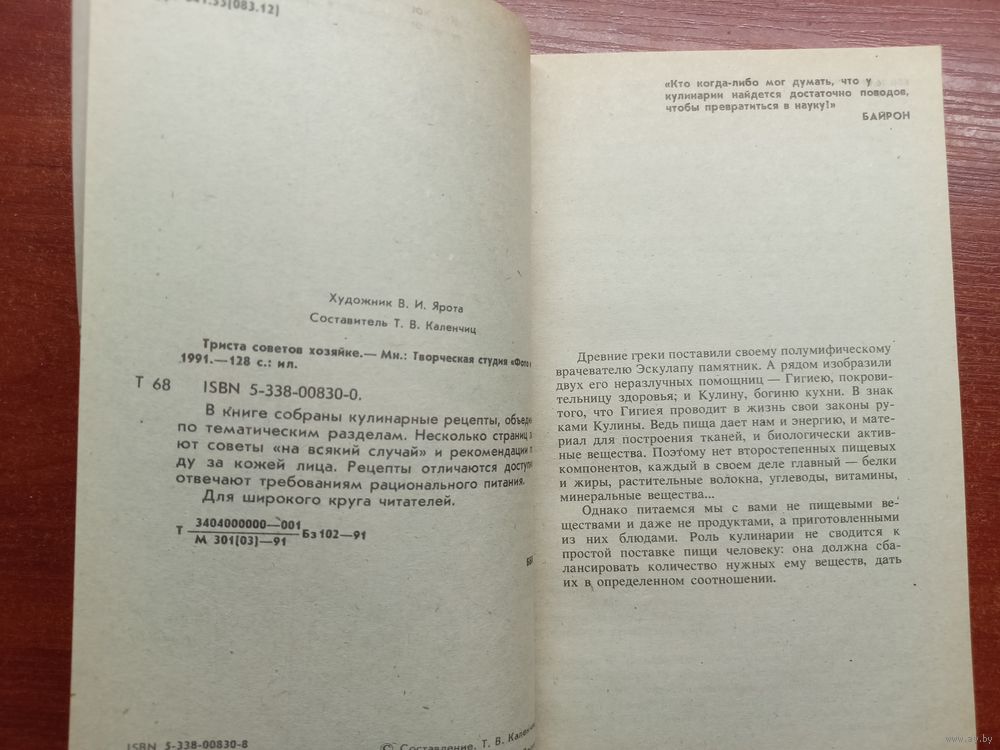 341.33(083.12)
Художник В. И. Ярота
Составитель Т. В. Каленчиц
Триста советов хозяйке.— Мн.: Творческая студия «Фото
1991.—128 с.: ил.
Т 68 ISBN 5-338-00830-0.
В книге собраны кулинарные рецепты,
по тематическим разделам. Несколько страниц
ют советы «на всякий случай» и рекомендации
ду за кожей лица. Рецепты отличаются
отвечают требованиям рационального питания.
Для широкого круга читателей.
3404000000—001
Т Бз 102—91
М 301(03)—91
ISBN 5-338-00830-8
© Составление, Т. В.
«Кто когда-либо мог думать, что у
кулинарии найдется достаточно поводов,
чтобы превратиться в науку!»
БАЙРОН
Древние греки поставили своему полумифическому
врачевателю Эскулапу памятник. А рядом изобразили
двух его неразлучных помощниц — Гигиею, покрови-
тельницу здоровья; и Кулину, богиню кухни. В знак
того, что Гигиея проводит в жизнь свой законы ру-
ками Кулины. Ведь пища дает нам и энергию, и мате-
риал для построения тканей, и биологически актив-
ные вещества. Поэтому нет второстепенных пищевых
компонентов, каждый в своем деле главный — белки
и жиры, растительные волокна, углеводы, витамины,
минеральные вещества...
Однако питаемся мы с вами не пищевыми ве-
ществами и даже не продуктами, а приготовленными
из них блюдами. Роль кулинарии не сводится к
простой поставке пищи человеку: она должна сба-
лансировать количество нужных ему веществ, дать
их в определенном соотношении.
www.ay.by